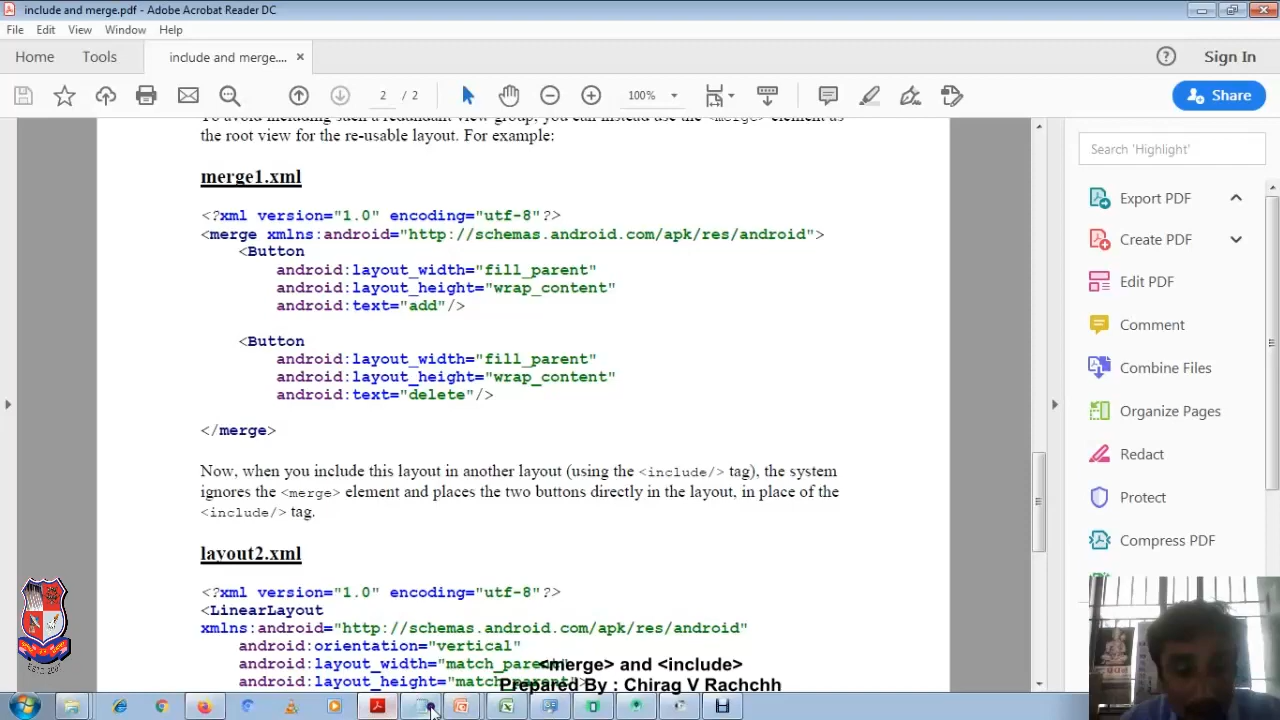 include and merge.pdf - Adobe Acrobat Reader DC
File Edit View Window Help
Home Tools include and merge.... × Sign In
2 / 2 100% Share
the root view for the re-usable layout. For example:
merge1.xml
<?xml version="1.0" encoding="utf-8"?>
<merge xmlns:android="http://schemas.android.com/apk/res/android">
<Button
android:layout_width="fill_parent"
android:layout_height="wrap_content"
android:text="add"/>
<Button
android:layout_width="fill_parent"
android:layout_height="wrap_content"
android:text="delete"/>
</merge>
Now, when you include this layout in another layout (using the <include/> tag), the system
ignores the <merge> element and places the two buttons directly in the layout, in place of the
<include/> tag.
layout2.xml
<?xml version="1.0" encoding="utf-8"?>
<LinearLayout
xmlns:android="http://schemas.android.com/apk/res/android"
android:orientation="vertical"
android:layout_width="match_parent"
android:layout_height="match_parent"
<merge> and <include>
Prepared By : Chirag V Rachchh
Search 'Highlight'
Export PDF
Create PDF
Edit PDF
Comment
Combine Files
Organize Pages
Redact
Protect
Compress PDF